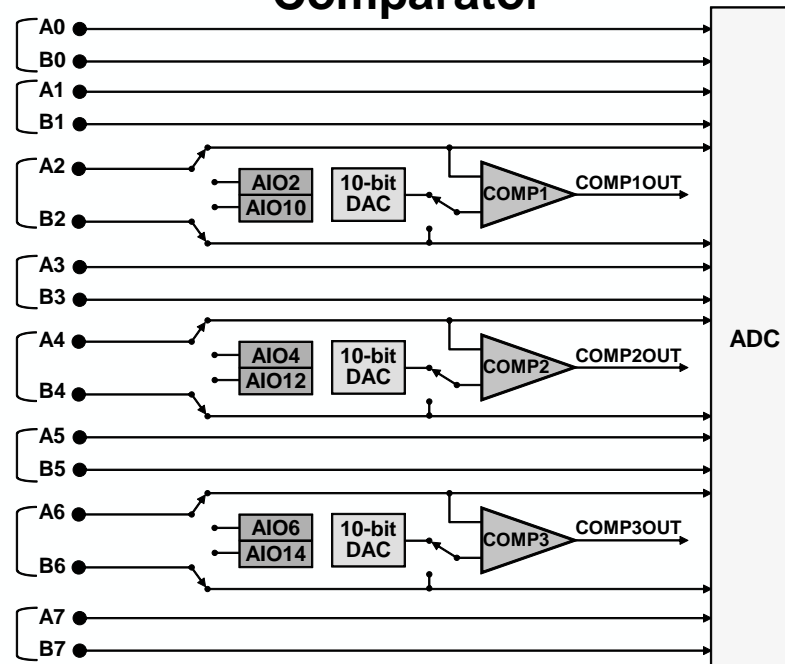 Comparator
A0
B0
A1
B1
A2
AIO2
AIO10
10-bit
DAC
COMP1
COMP1OUT
B2
A3
B3
A4
AIO4
AIO12
10-bit
DAC
COMP2
COMP2OUT
ADC
B4
A5
B5
A6
AIO6
AIO14
10-bit
DAC
COMP3
COMP3OUT
B6
A7
B7